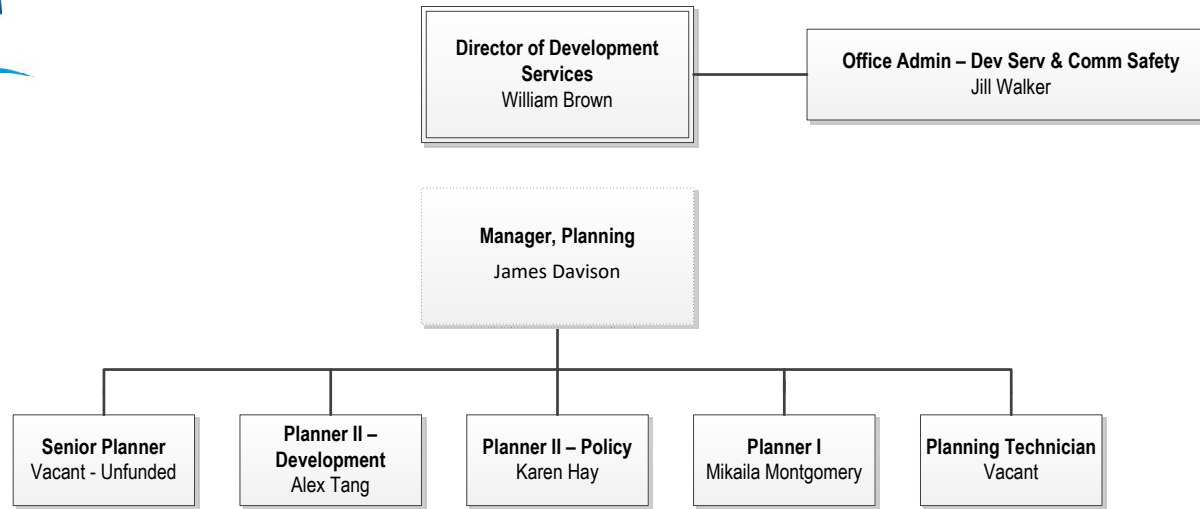 Director of Development
Services
William Brown
Office Admin – Dev Serv & Comm Safety
Jill Walker
Manager, Planning
James Davison
Senior Planner
Vacant - Unfunded
Planner II –
Development
Alex Tang
Planner II – Policy
Karen Hay
Planner I
Mikaila Montgomery
Planning Technician
Vacant